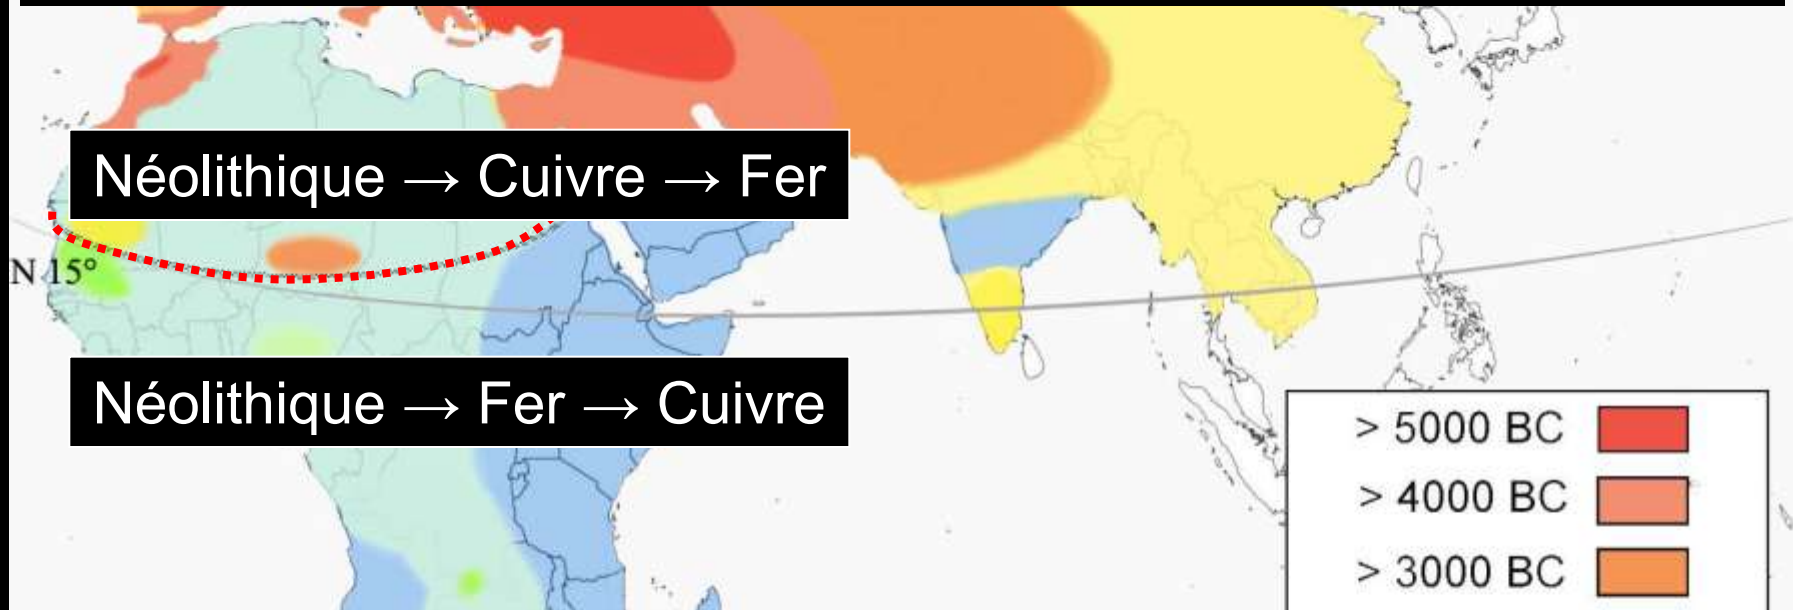 Néolithique → Cuivre → Fer
N 15°
Néolithique → Fer → Cuivre
> 5000 BC
> 4000 BC
> 3000 BC